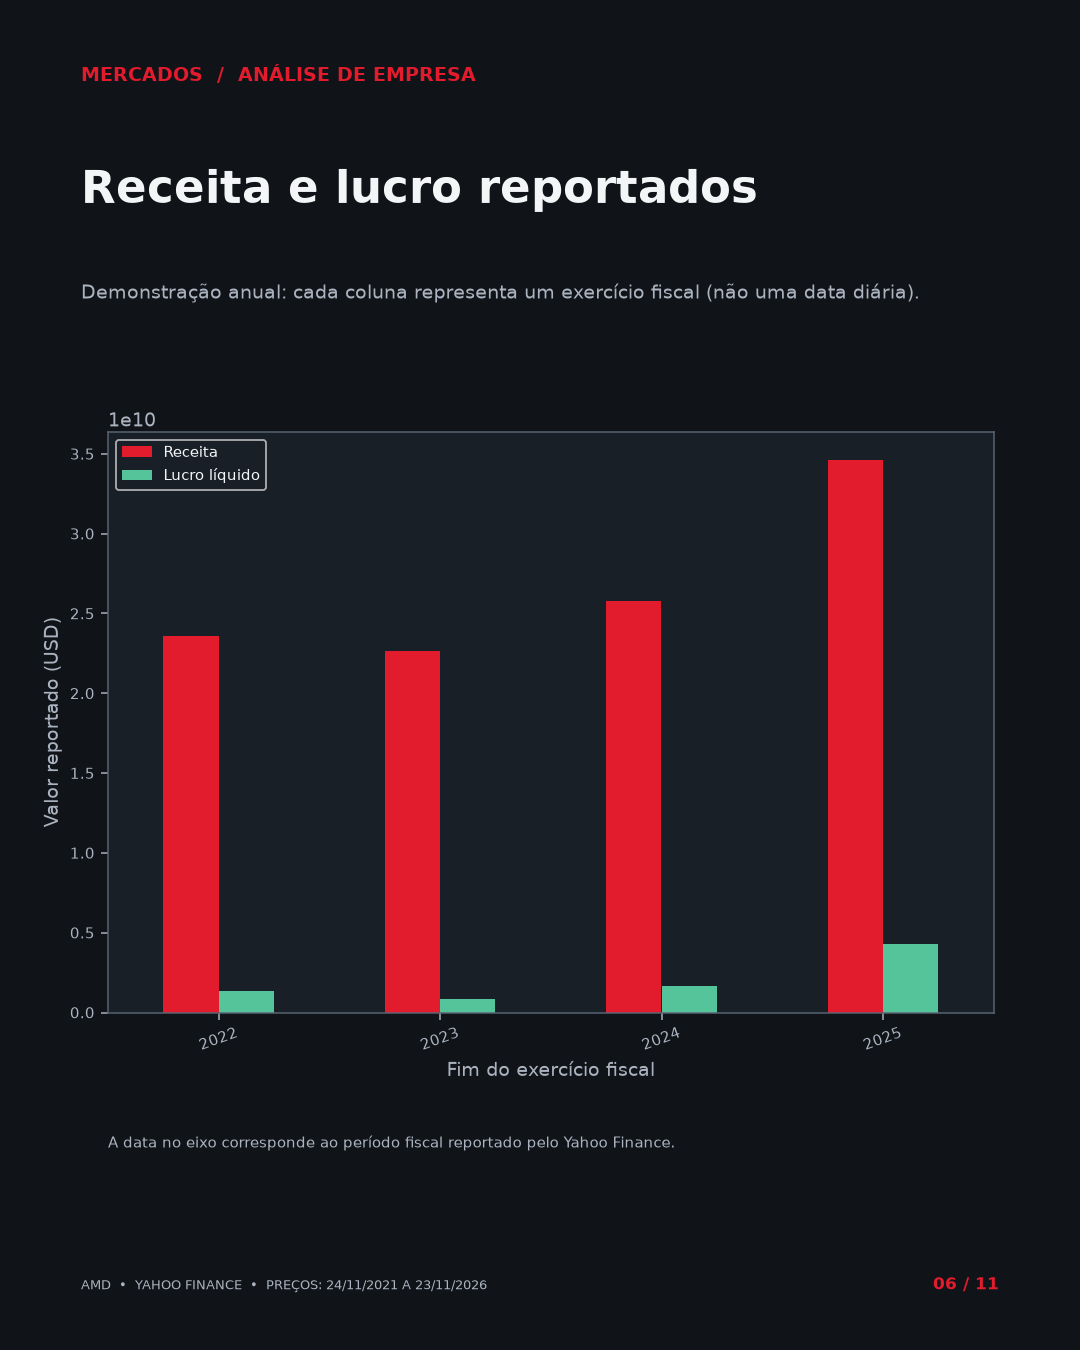 MERCADOS / ANÁLISE DE EMPRESA
Receita e lucro reportados
Demonstração anual: cada coluna representa um exercício fiscal (não uma data diária).
1e10
Receita
Lucro líquido
3.5
3.0
2.5
2.0
1.5
1.0
0.5
0.0
Valor reportado (USD)
2022
2023
2024
2025
Fim do exercício fiscal
A data no eixo corresponde ao período fiscal reportado pelo Yahoo Finance.
AMD • YAHOO FINANCE • PREÇOS: 24/11/2021 A 23/11/2026
06 / 11